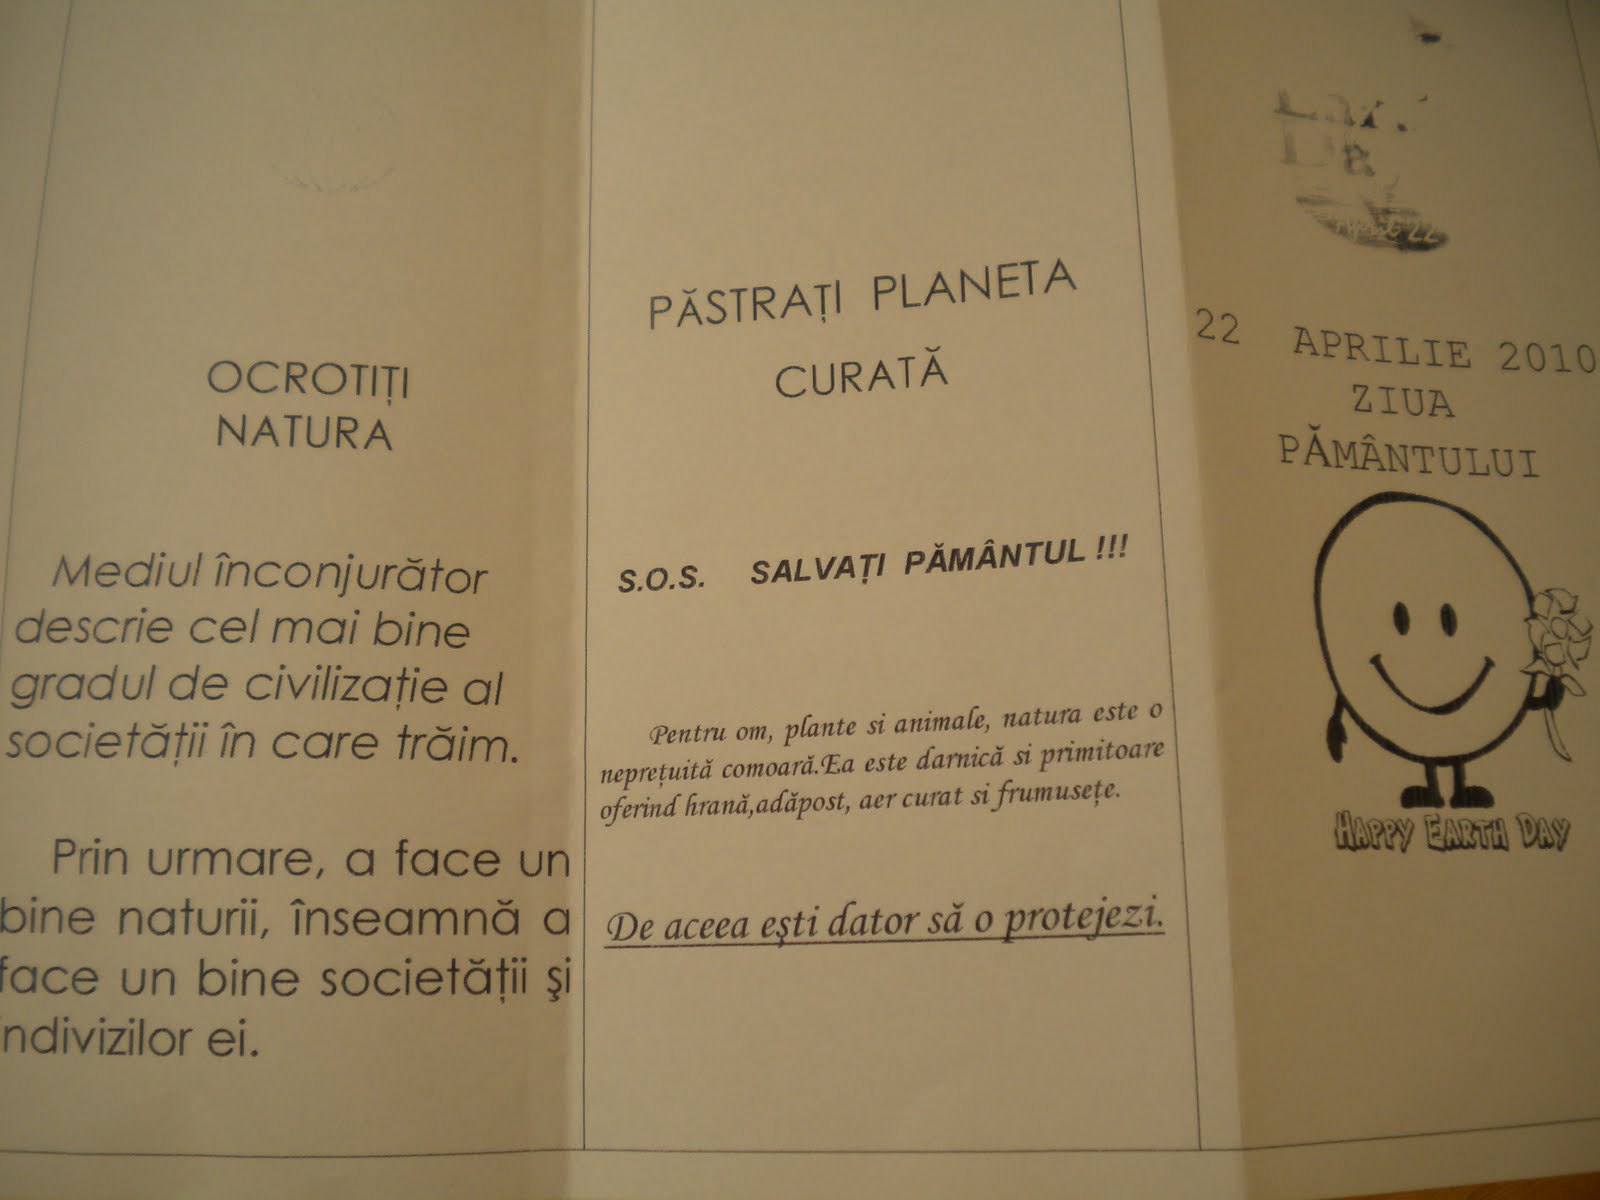 OCROTIȚI
NATURA
Mediul înconjurător
descrie cel mai bine
gradul de civilizație al
societății în care trăim.
Prin urmare, a face un
bine naturii, înseamnă a
face un bine societății şi
indivizilor ei.
PĂSTRAȚI PLANETA
CURATĂ
S.O.S. SALVAȚI PĂMÂNTUL !!!
Pentru om, plante si animale, natura este o
neprețuită comoară.Ea este darnică si primitoare
oferind hrană,adăpost, aer curat si frumusețe.
De aceea eşti dator să o protejezi.
April 22
22 APRILIE 2010
ZIUA
PĂMÂNTULUI
HAPPY EARTH DAY